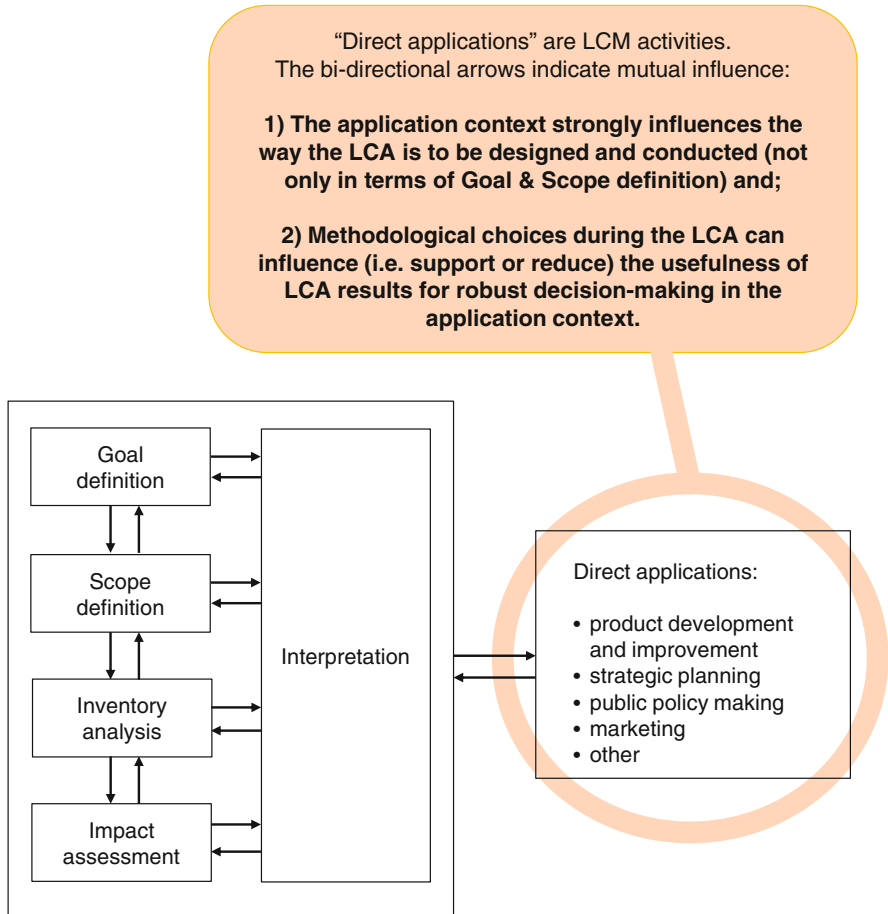 “Direct applications” are LCM activities.
The bi-directional arrows indicate mutual influence:
1) The application context strongly influences the
way the LCA is to be designed and conducted (not
only in terms of Goal & Scope definition) and;
2) Methodological choices during the LCA can
influence (i.e. support or reduce) the usefulness of
LCA results for robust decision-making in the
application context.
Goal
definition
Scope
definition
Inventory
analysis
Impact
assessment
Interpretation
Direct applications:
• product development
and improvement
• strategic planning
• public policy making
• marketing
• other